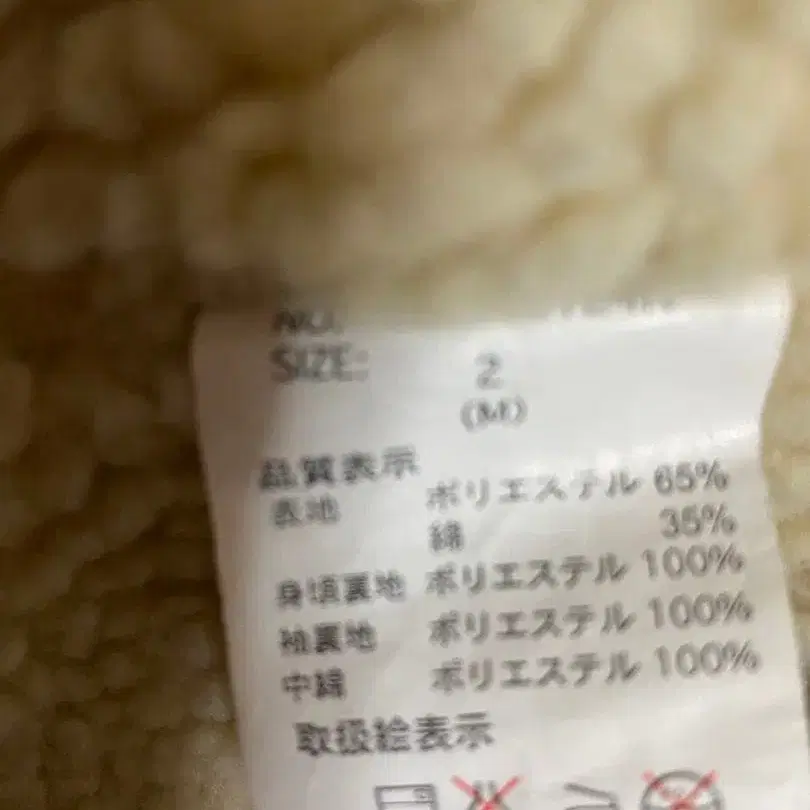 NO.
SIZE: 2
(M)
品質表示
表地 ポリエステル 65%
綿 35%
身頃裏地 ポリエステル 100%
袖裏地 ポリエステル 100%
中綿 ポリエステル 100%
取扱絵表示